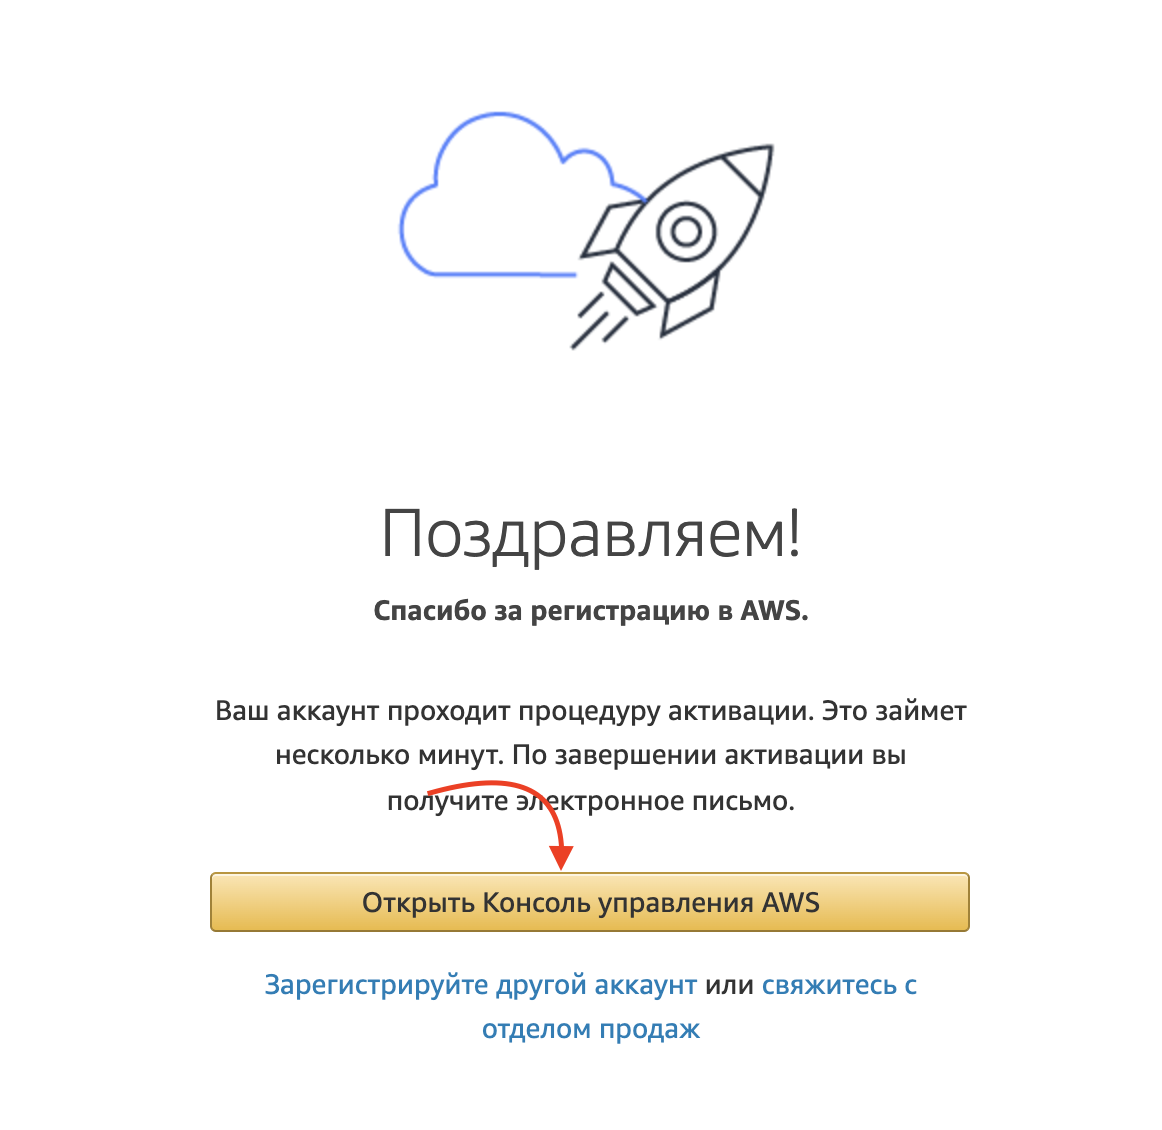 Поздравляем!
Спасибо за регистрацию в AWS.
Ваш аккаунт проходит процедуру активации. Это займет
несколько минут. По завершении активации вы
получите электронное письмо.
Открыть Консоль управления AWS
Зарегистрируйте другой аккаунт или свяжитесь с
отделом продаж